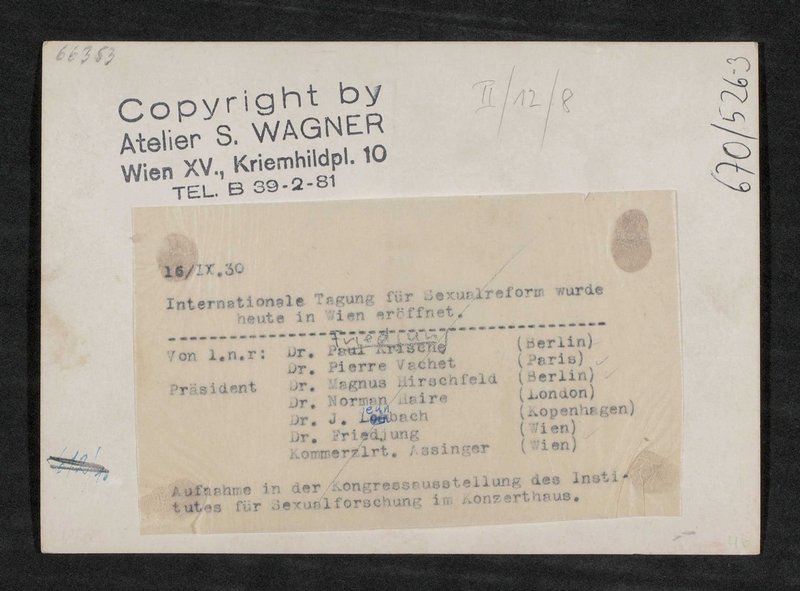 66353
II/12/8
670/526-3
Copyright by
Atelier S. WAGNER
Wien XV., Kriemhildpl. 10
TEL. B 39-2-81
16/IX.30
Internationale Tagung für Sexualreform wurde
heute in Wien eröffnet.
Friedjung
Von l.n.r: Dr. Paul Krische (Berlin)
Dr. Pierre Vachet (Paris)
Präsident Dr. Magnus Hirschfeld (Berlin)
Dr. Norman Haire (London)
Dr. J. (Kopenhagen)
Dr. Friedjung (Wien)
Kommerzlrt. Assinger (Wien)
Aufnahme in der Kongressausstellung des Insti-
tutes für Sexualforschung im Konzerthaus.
48